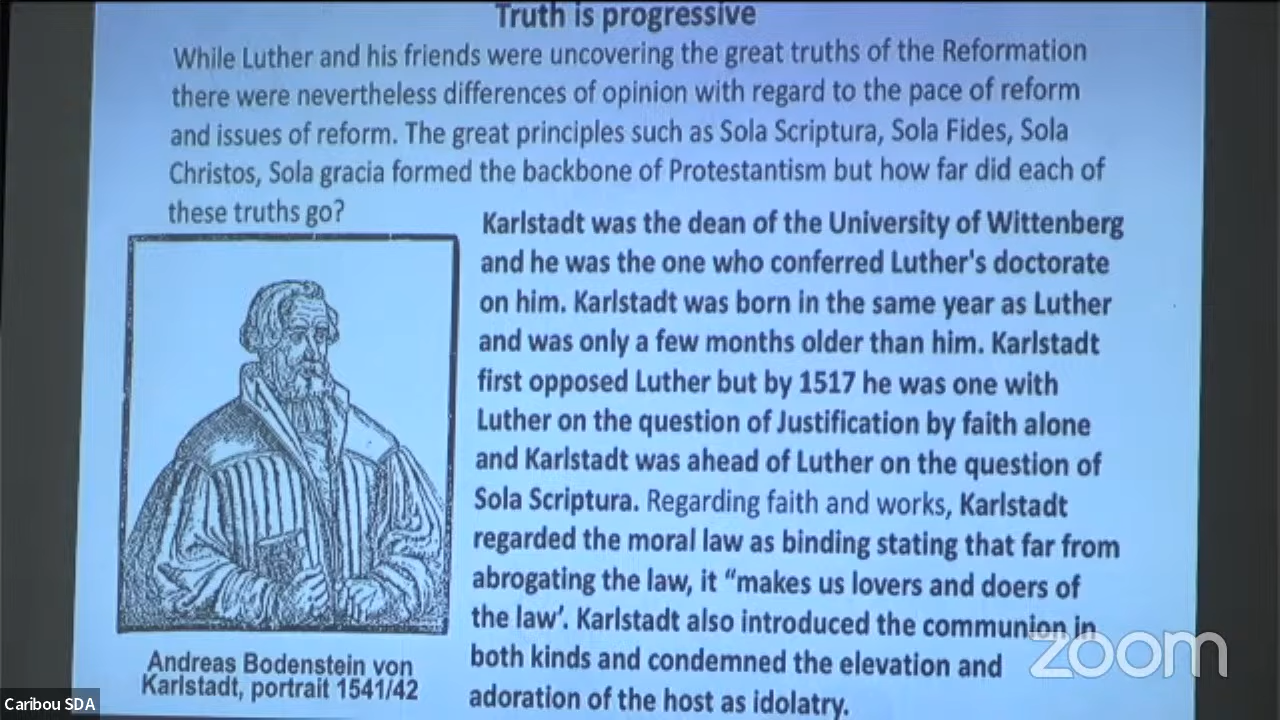 Truth is progressive
While Luther and his friends were uncovering the great truths of the Reformation
there were nevertheless differences of opinion with regard to the pace of reform
and issues of reform. The great principles such as Sola Scriptura, Sola Fides, Sola
Christos, Sola gracia formed the backbone of Protestantism but how far did each of
these truths go?
Karlstadt was the dean of the University of Wittenberg
and he was the one who conferred Luther's doctorate
on him. Karlstadt was born in the same year as Luther
and was only a few months older than him. Karlstadt
first opposed Luther but by 1517 he was one with
Luther on the question of Justification by faith alone
and Karlstadt was ahead of Luther on the question of
Sola Scriptura. Regarding faith and works, Karlstadt
regarded the moral law as binding stating that far from
abrogating the law, it “makes us lovers and doers of
the law’. Karlstadt also introduced the communion in
both kinds and condemned the elevation and
adoration of the host as idolatry.
Andreas Bodenstein von
Karlstadt, portrait 1541/42
zoom
Caribou SDA